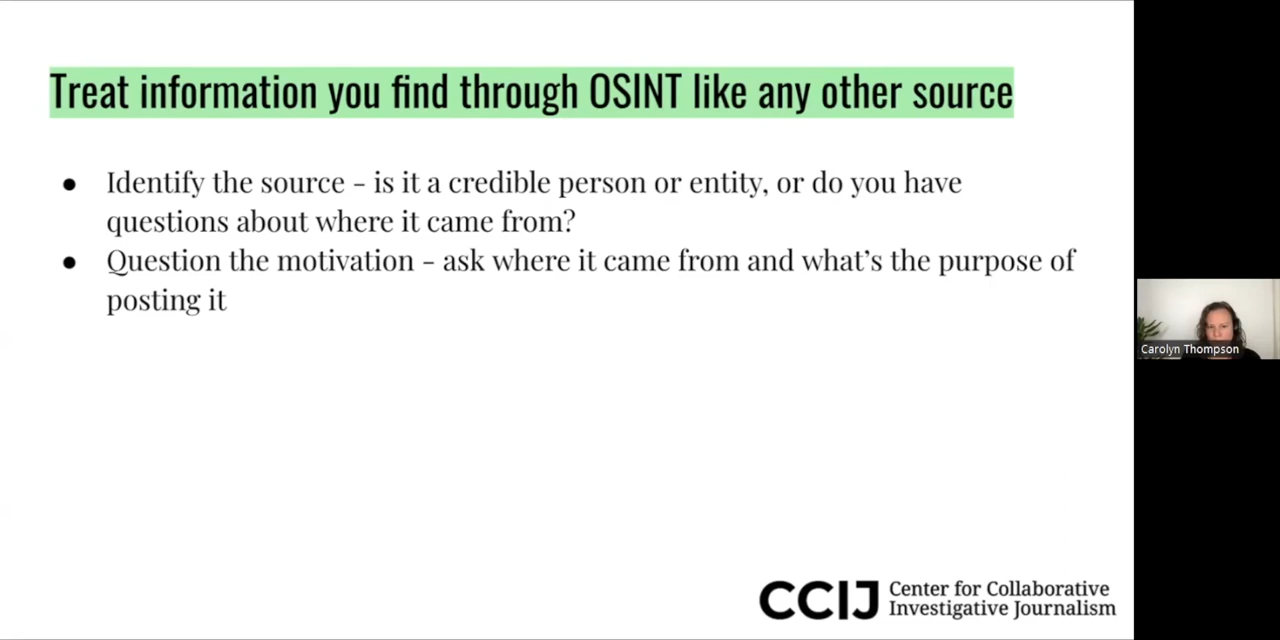 Treat information you find through OSINT like any other source
● Identify the source - is it a credible person or entity, or do you have
questions about where it came from?
● Question the motivation - ask where it came from and what's the purpose of
posting it
Carolyn Thompson
CCIJ Center for Collaborative
Investigative Journalism